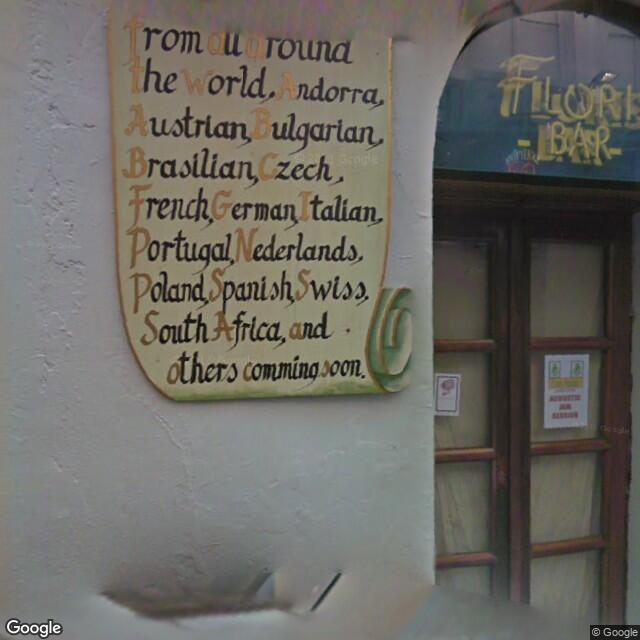 from all around
the world, Andorra,
Austrian, Bulgarian,
Brasilian, Czech,
French, German, Italian,
Portugal, Nederlands,
Poland, Spanish, Swiss,
South Africa, and
others comming soon.
BAR
ACOUSTIC
JAM
SESSION
Google
© Google